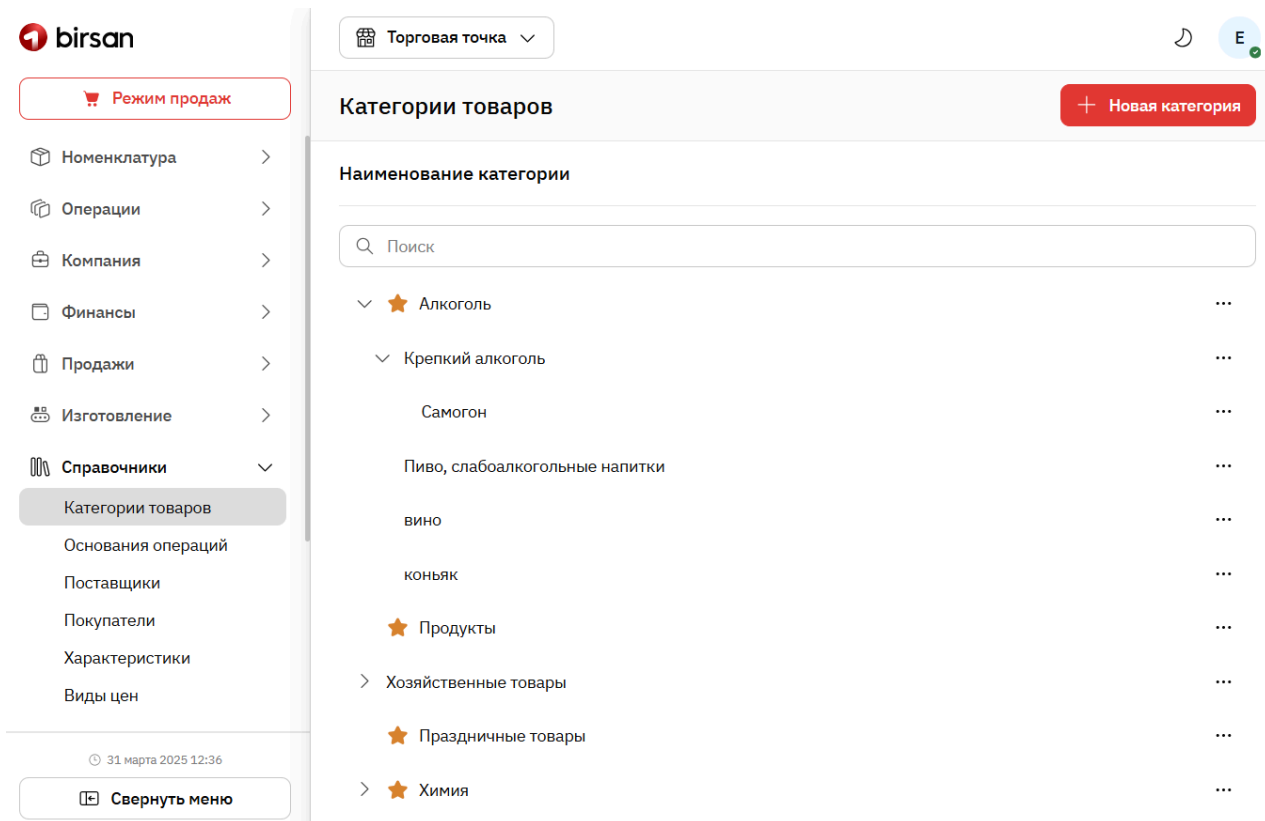 birsan
Режим продаж
Номенклатура
Операции
Компания
Финансы
Продажи
Изготовление
Справочники
Категории товаров
Основания операций
Поставщики
Покупатели
Характеристики
Виды цен
31 марта 2025 12:36
Свернуть меню
Торговая точка
E
Категории товаров
Новая категория
Наименование категории
Поиск
Алкоголь
Крепкий алкоголь
Самогон
Пиво, слабоалкогольные напитки
вино
коньяк
Продукты
Хозяйственные товары
Праздничные товары
Химия